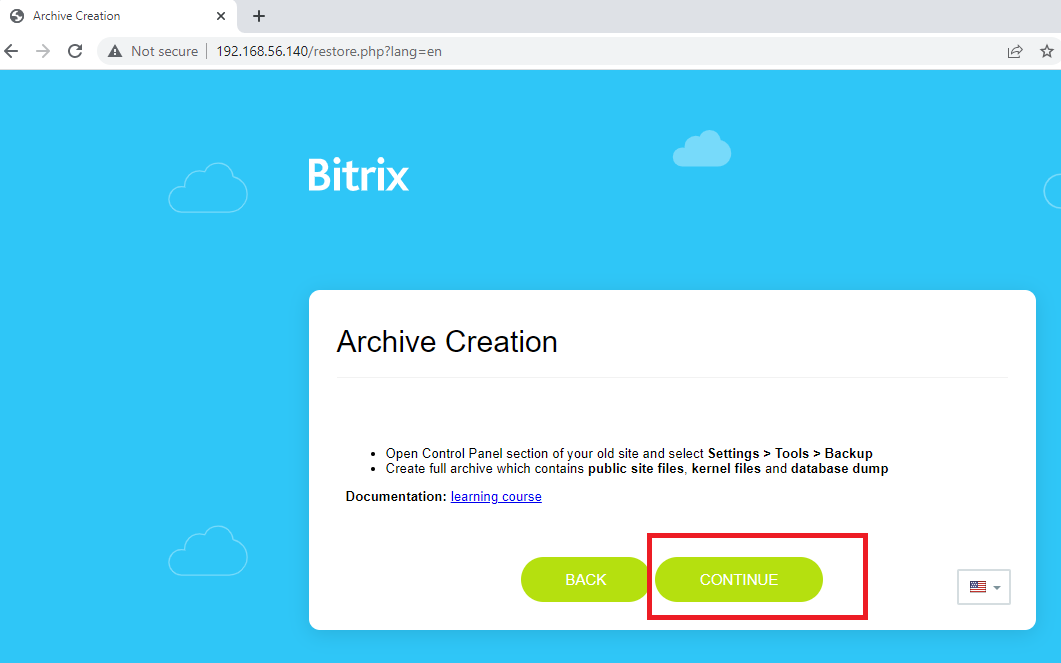 Archive Creation
Not secure | 192.168.56.140/restore.php?lang=en
Bitrix
Archive Creation
Open Control Panel section of your old site and select Settings > Tools > Backup
Create full archive which contains public site files, kernel files and database dump
Documentation: learning course
BACK CONTINUE